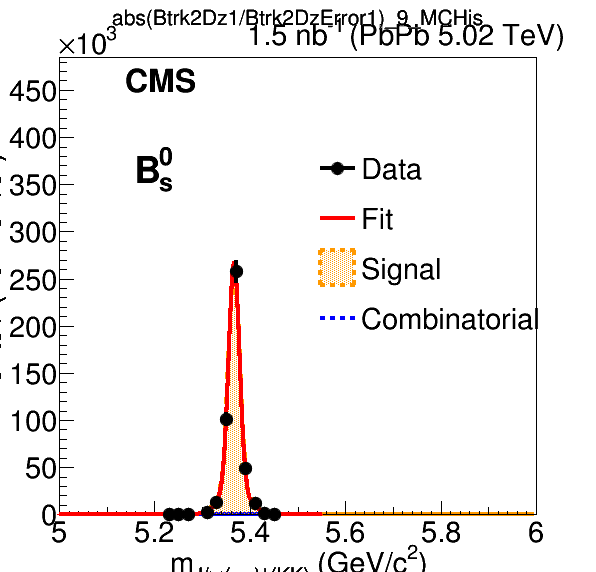 abs(Btrk2Dz1/Btrk2DzError1)_9_MCHis
×10³ 1.5 nb⁻¹ (PbPb 5.02 TeV)
CMS
B⁰s
Data
Fit
Signal
Combinatorial
450
400
350
300
250
200
150
100
50
0
5 5.2 5.4 5.6 5.8 6
m (GeV/c²)